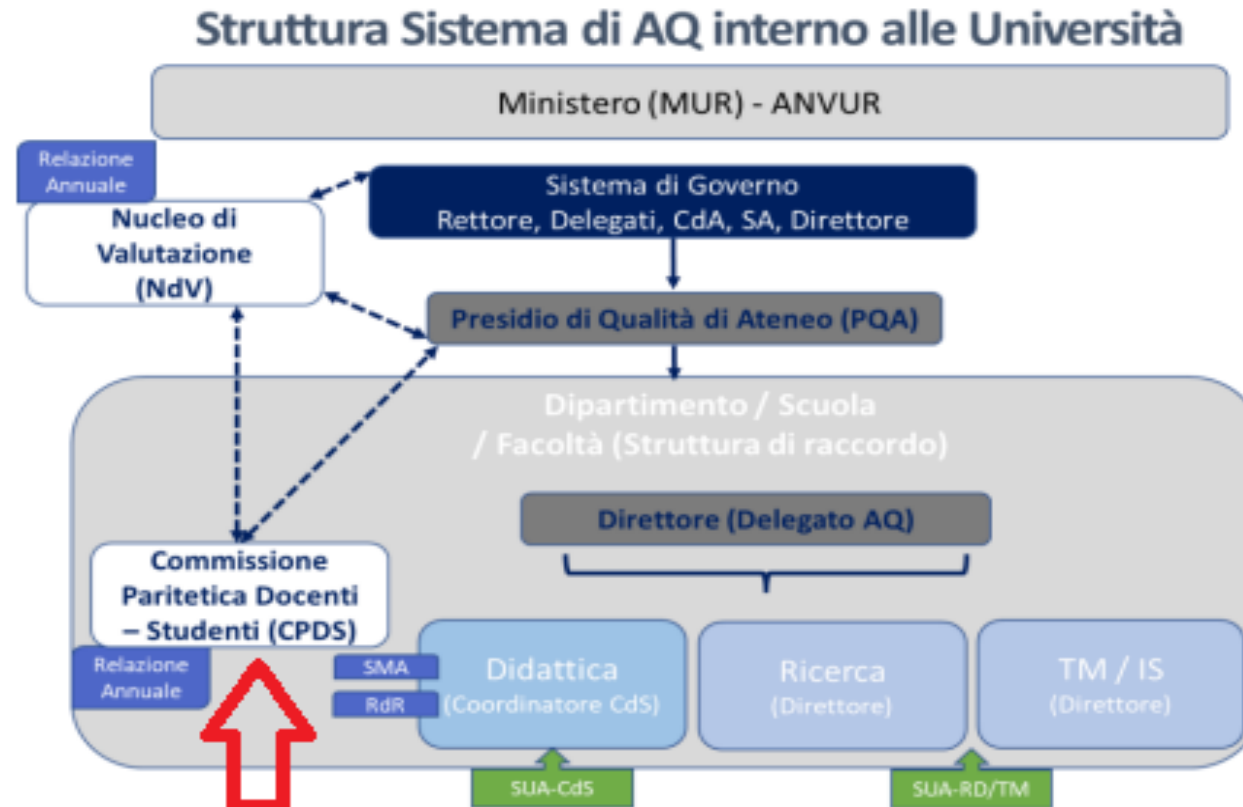 Struttura Sistema di AQ interno alle Università
Ministero (MUR) - ANVUR
Relazione
Annuale
Nucleo di
Valutazione
(NdV)
Sistema di Governo
Rettore, Delegati, CdA, SA, Direttore
Presidio di Qualità di Ateneo (PQA)
Dipartimento / Scuola
/ Facoltà (Struttura di raccordo)
Direttore (Delegato AQ)
Commissione
Paritetica Docenti
– Studenti (CPDS)
Relazione
Annuale
SMA
RdR
Didattica
(Coordinatore CdS)
Ricerca
(Direttore)
TM / IS
(Direttore)
SUA-CdS
SUA-RD/TM